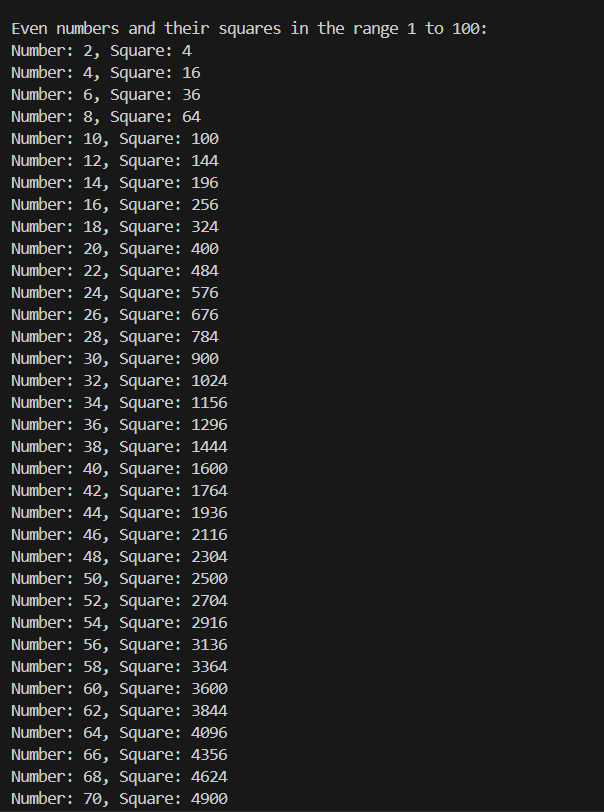 Even numbers and their squares in the range 1 to 100:
Number: 2, Square: 4
Number: 4, Square: 16
Number: 6, Square: 36
Number: 8, Square: 64
Number: 10, Square: 100
Number: 12, Square: 144
Number: 14, Square: 196
Number: 16, Square: 256
Number: 18, Square: 324
Number: 20, Square: 400
Number: 22, Square: 484
Number: 24, Square: 576
Number: 26, Square: 676
Number: 28, Square: 784
Number: 30, Square: 900
Number: 32, Square: 1024
Number: 34, Square: 1156
Number: 36, Square: 1296
Number: 38, Square: 1444
Number: 40, Square: 1600
Number: 42, Square: 1764
Number: 44, Square: 1936
Number: 46, Square: 2116
Number: 48, Square: 2304
Number: 50, Square: 2500
Number: 52, Square: 2704
Number: 54, Square: 2916
Number: 56, Square: 3136
Number: 58, Square: 3364
Number: 60, Square: 3600
Number: 62, Square: 3844
Number: 64, Square: 4096
Number: 66, Square: 4356
Number: 68, Square: 4624
Number: 70, Square: 4900